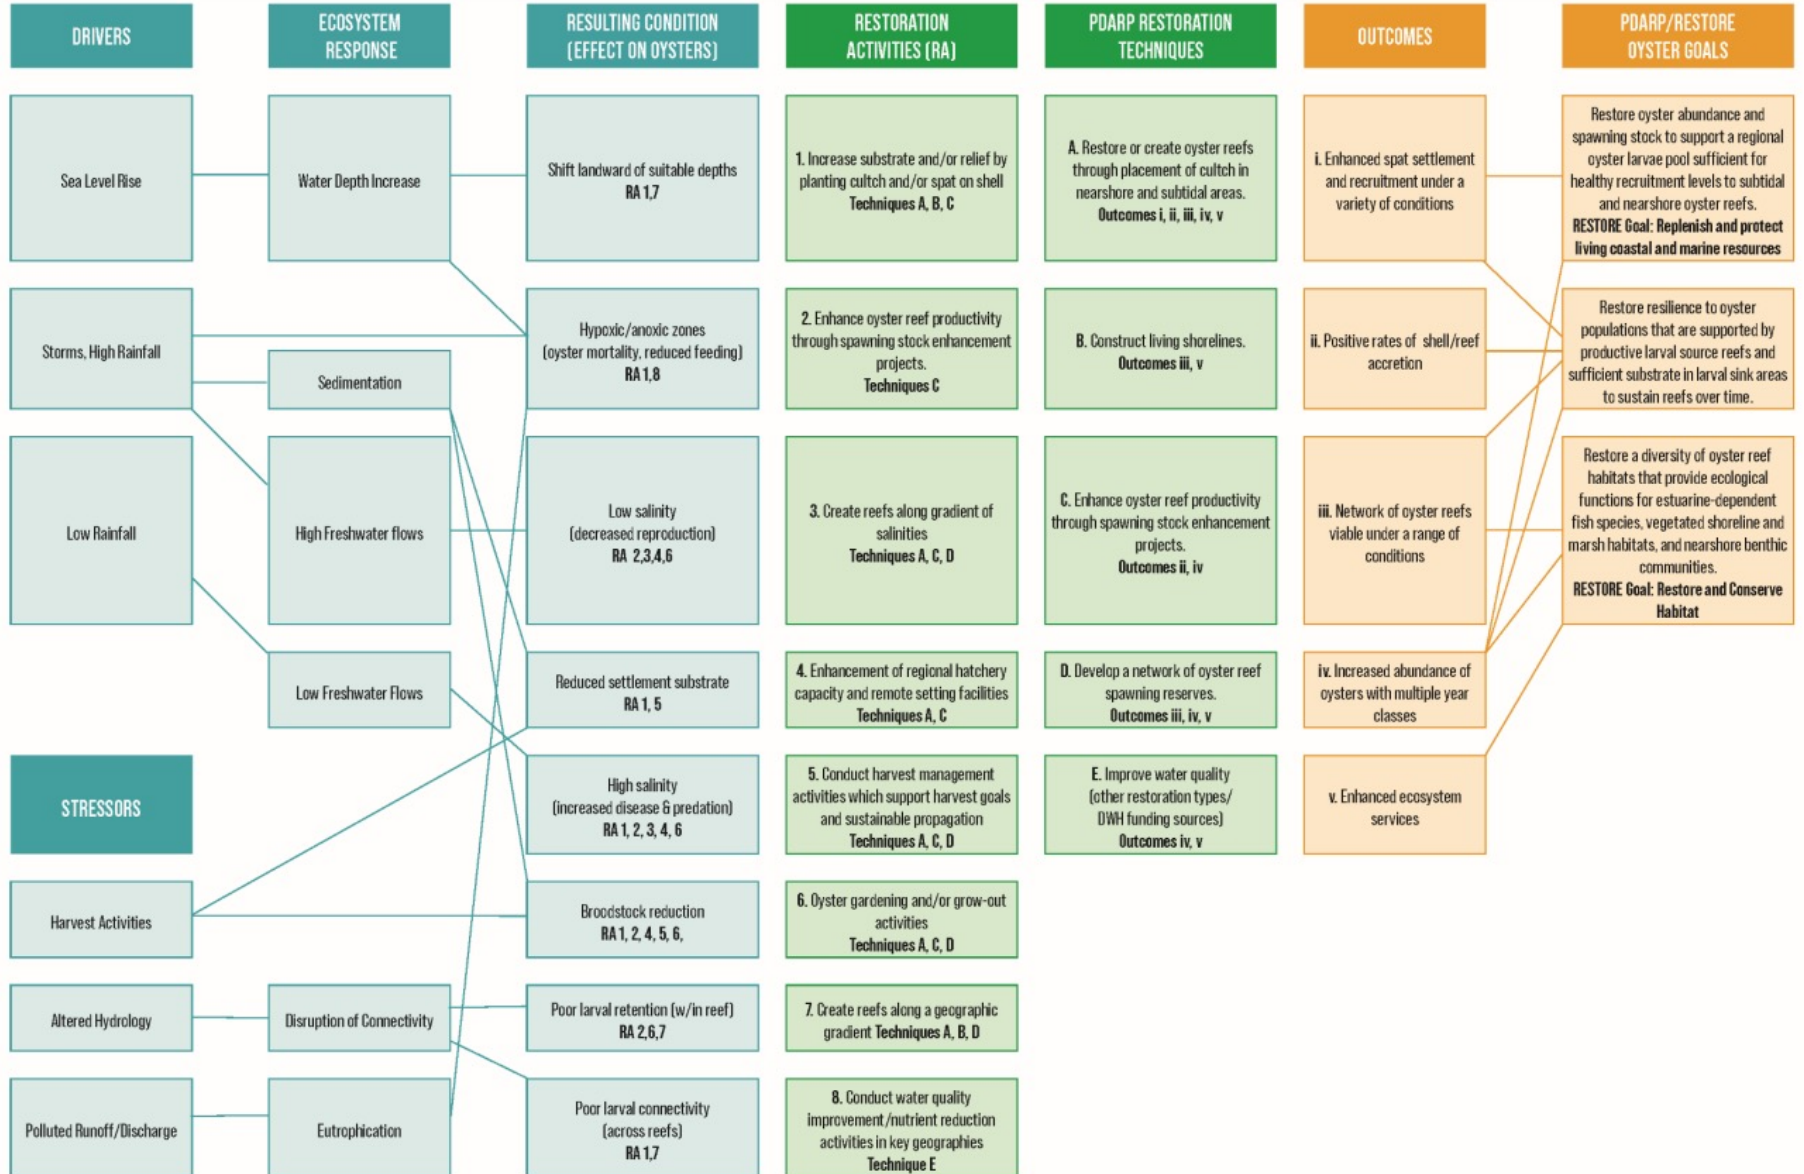 DRIVERS
ECOSYSTEM
RESPONSE
RESULTING CONDITION
(EFFECT ON OYSTERS)
RESTORATION
ACTIVITIES (RA)
PDARP RESTORATION
TECHNIQUES
OUTCOMES
PDARP/RESTORE
OYSTER GOALS
Sea Level Rise
Storms, High Rainfall
Low Rainfall
STRESSORS
Harvest Activities
Altered Hydrology
Polluted Runoff/Discharge
Water Depth Increase
Sedimentation
High Freshwater flows
Low Freshwater Flows
Disruption of Connectivity
Eutrophication
Shift landward of suitable depths
RA 1,7
Hypoxic/anoxic zones
(oyster mortality, reduced feeding)
RA 1,8
Low salinity
(decreased reproduction)
RA 2,3,4,6
Reduced settlement substrate
RA 1, 5
High salinity
(increased disease & predation)
RA 1, 2, 3, 4, 6
Broodstock reduction
RA 1, 2, 4, 5, 6,
Poor larval retention (w/in reef)
RA 2,6,7
Poor larval connectivity
(across reefs)
RA 1,7
1. Increase substrate and/or relief by
planting cultch and/or spat on shell
Techniques A, B, C
2. Enhance oyster reef productivity
through spawning stock enhancement
projects.
Techniques C
3. Create reefs along gradient of
salinities
Techniques A, C, D
4. Enhancement of regional hatchery
capacity and remote setting facilities
Techniques A, C
5. Conduct harvest management
activities which support harvest goals
and sustainable propagation
Techniques A, C, D
6. Oyster gardening and/or grow-out
activities
Techniques A, C, D
7. Create reefs along a geographic
gradient Techniques A, B, D
8. Conduct water quality
improvement/nutrient reduction
activities in key geographies
Technique E
A. Restore or create oyster reefs
through placement of cultch in
nearshore and subtidal areas.
Outcomes i, ii, iii, iv, v
B. Construct living shorelines.
Outcomes iii, v
C. Enhance oyster reef productivity
through spawning stock enhancement
projects.
Outcomes ii, iv
D. Develop a network of oyster reef
spawning reserves.
Outcomes iii, iv, v
E. Improve water quality
(other restoration types/
DWH funding sources)
Outcomes iv, v
i. Enhanced spat settlement
and recruitment under a
variety of conditions
ii. Positive rates of shell/reef
accretion
iii. Network of oyster reefs
viable under a range of
conditions
iv. Increased abundance of
oysters with multiple year
classes
v. Enhanced ecosystem
services
Restore oyster abundance and
spawning stock to support a regional
oyster larvae pool sufficient for
healthy recruitment levels to subtidal
and nearshore oyster reefs.
RESTORE Goal: Replenish and protect
living coastal and marine resources
Restore resilience to oyster
populations that are supported by
productive larval source reefs and
sufficient substrate in larval sink areas
to sustain reefs over time.
Restore a diversity of oyster reef
habitats that provide ecological
functions for estuarine-dependent
fish species, vegetated shoreline and
marsh habitats, and nearshore benthic
communities.
RESTORE Goal: Restore and Conserve
Habitat